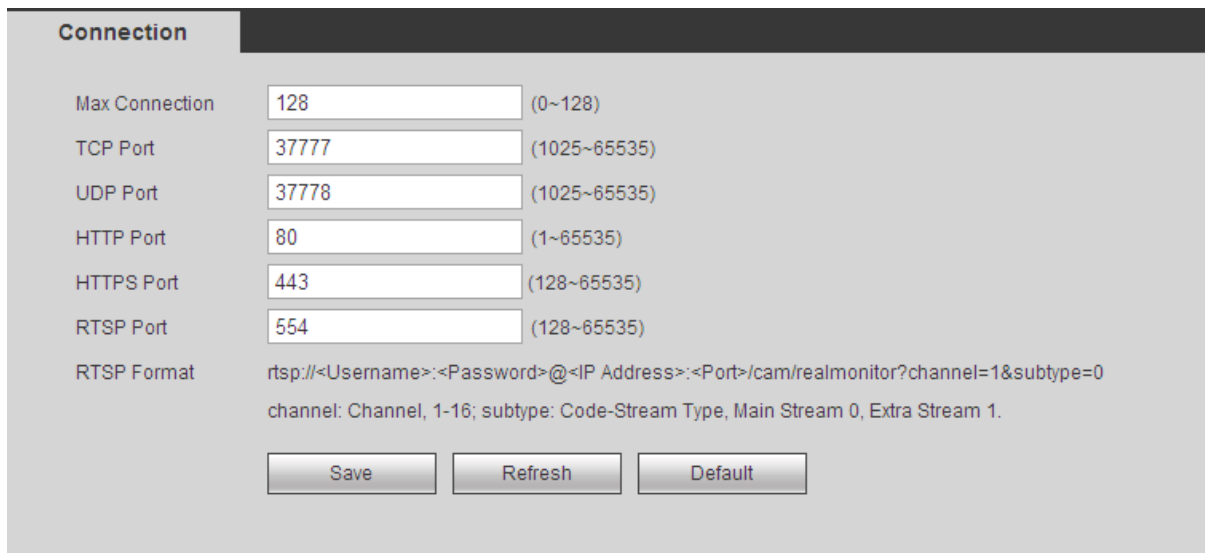 Connection
Max Connection 128 (0~128)
TCP Port 37777 (1025~65535)
UDP Port 37778 (1025~65535)
HTTP Port 80 (1~65535)
HTTPS Port 443 (128~65535)
RTSP Port 554 (128~65535)
RTSP Format rtsp://<Username>:<Password>@<IP Address>:<Port>/cam/realmonitor?channel=1&subtype=0
channel: Channel, 1-16; subtype: Code-Stream Type, Main Stream 0, Extra Stream 1.
Save Refresh Default